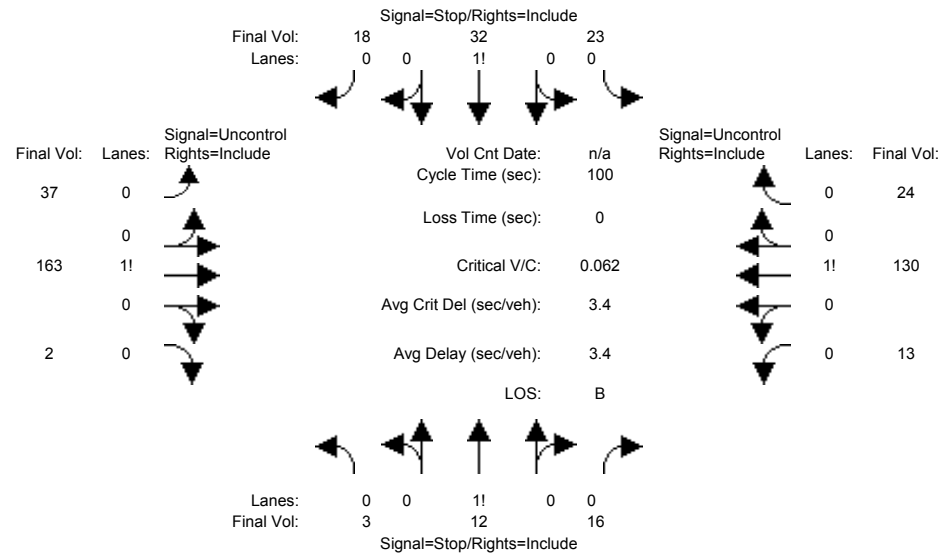 Signal=Stop/Rights=Include
Final Vol: 18 32 23
Lanes: 0 0 1! 0 0
Signal=Uncontrol
Final Vol: Lanes: Rights=Include
Vol Cnt Date: n/a
Signal=Uncontrol
Rights=Include Lanes: Final Vol:
Cycle Time (sec): 100
37 0
0 24
Loss Time (sec): 0
0
0
163 1!
Critical V/C: 0.062
1! 130
0
Avg Crit Del (sec/veh): 3.4
0
2 0
Avg Delay (sec/veh): 3.4
0 13
LOS: B
Lanes: 0 0 1! 0 0
Final Vol: 3 12 16
Signal=Stop/Rights=Include